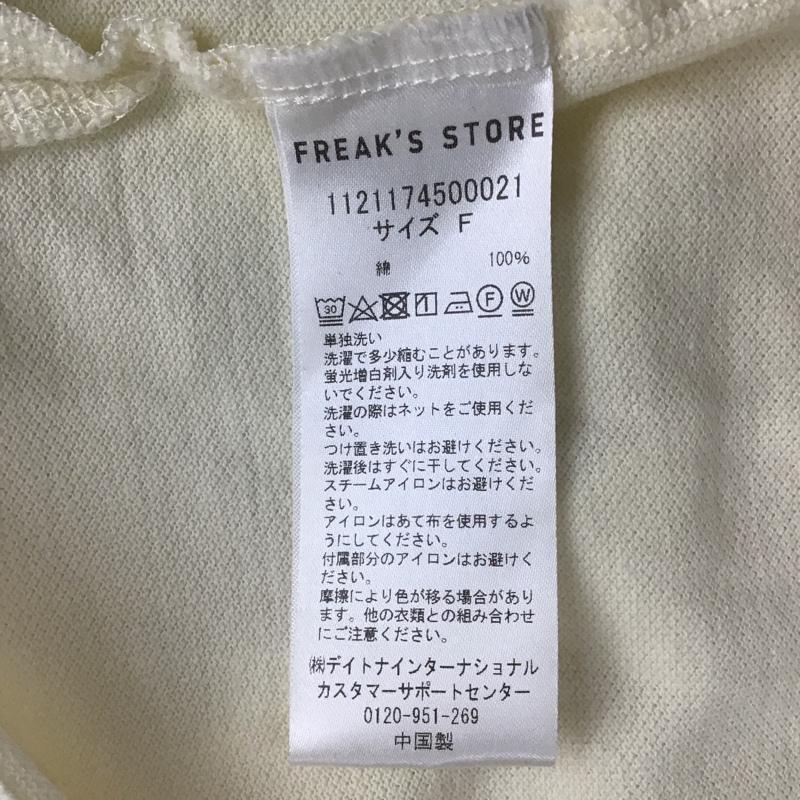 FREAK'S STORE
1121174500021
サイズ F
綿 100%
30 F W
単独洗い
洗濯で多少縮むことがあります。
蛍光増白剤入り洗剤を使用しな
いでください。
洗濯の際はネットをご使用くだ
さい。
つけ置き洗いはお避けください。
洗濯後はすぐに干してください。
スチームアイロンはお避けくだ
さい。
アイロンはあて布を使用するよ
うにしてください。
付属部分のアイロンはお避けく
ださい。
摩擦により色が移る場合があり
ます。他の衣類との組み合わせ
にご注意ください。
㈱デイトナインターナショナル
カスタマーサポートセンター
0120-951-269
中国製